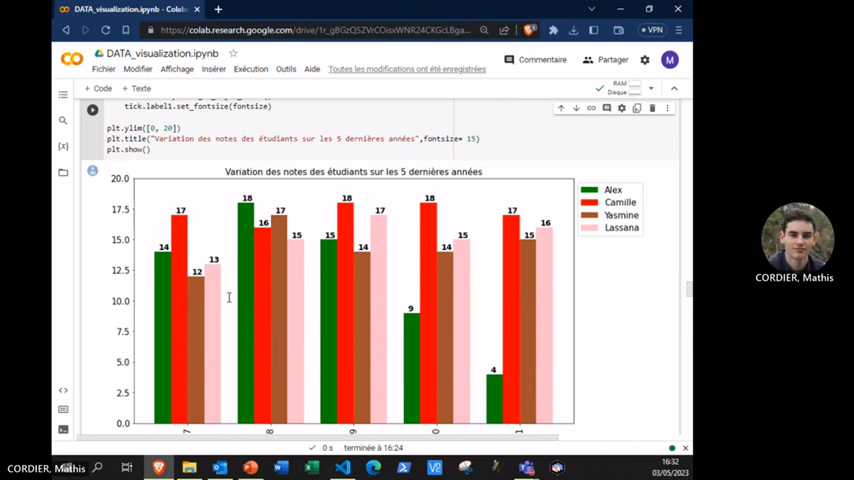 DATA_visualization.ipynb - Colab
https://colab.research.google.com/drive/1r_gBGzQ5ZVrCOisxWNR24CKGcLBga...
VPN
DATA_visualization.ipynb
Commentaire
Partager
M
Fichier Modifier Affichage Insérer Exécution Outils Aide Toutes les modifications ont été enregistrées
+ Code + Texte
RAM
Disque
tick.label1.set_fontsize(fontsize)
plt.ylim([0, 20])
plt.title("Variation des notes des étudiants sur les 5 dernières années",fontsize= 15)
plt.show()
Variation des notes des étudiants sur les 5 dernières années
20.0
17.5
15.0
12.5
10.0
7.5
5.0
2.5
0.0
14 17 12 13
18 16 17 15
15 18 14 17
9 18 14 15
4 17 15 16
Alex
Camille
Yasmine
Lassana
7 8 9 0 1
0 s terminée à 16:24
CORDIER, Mathis
CORDIER, Mathis
16:32
03/05/2023